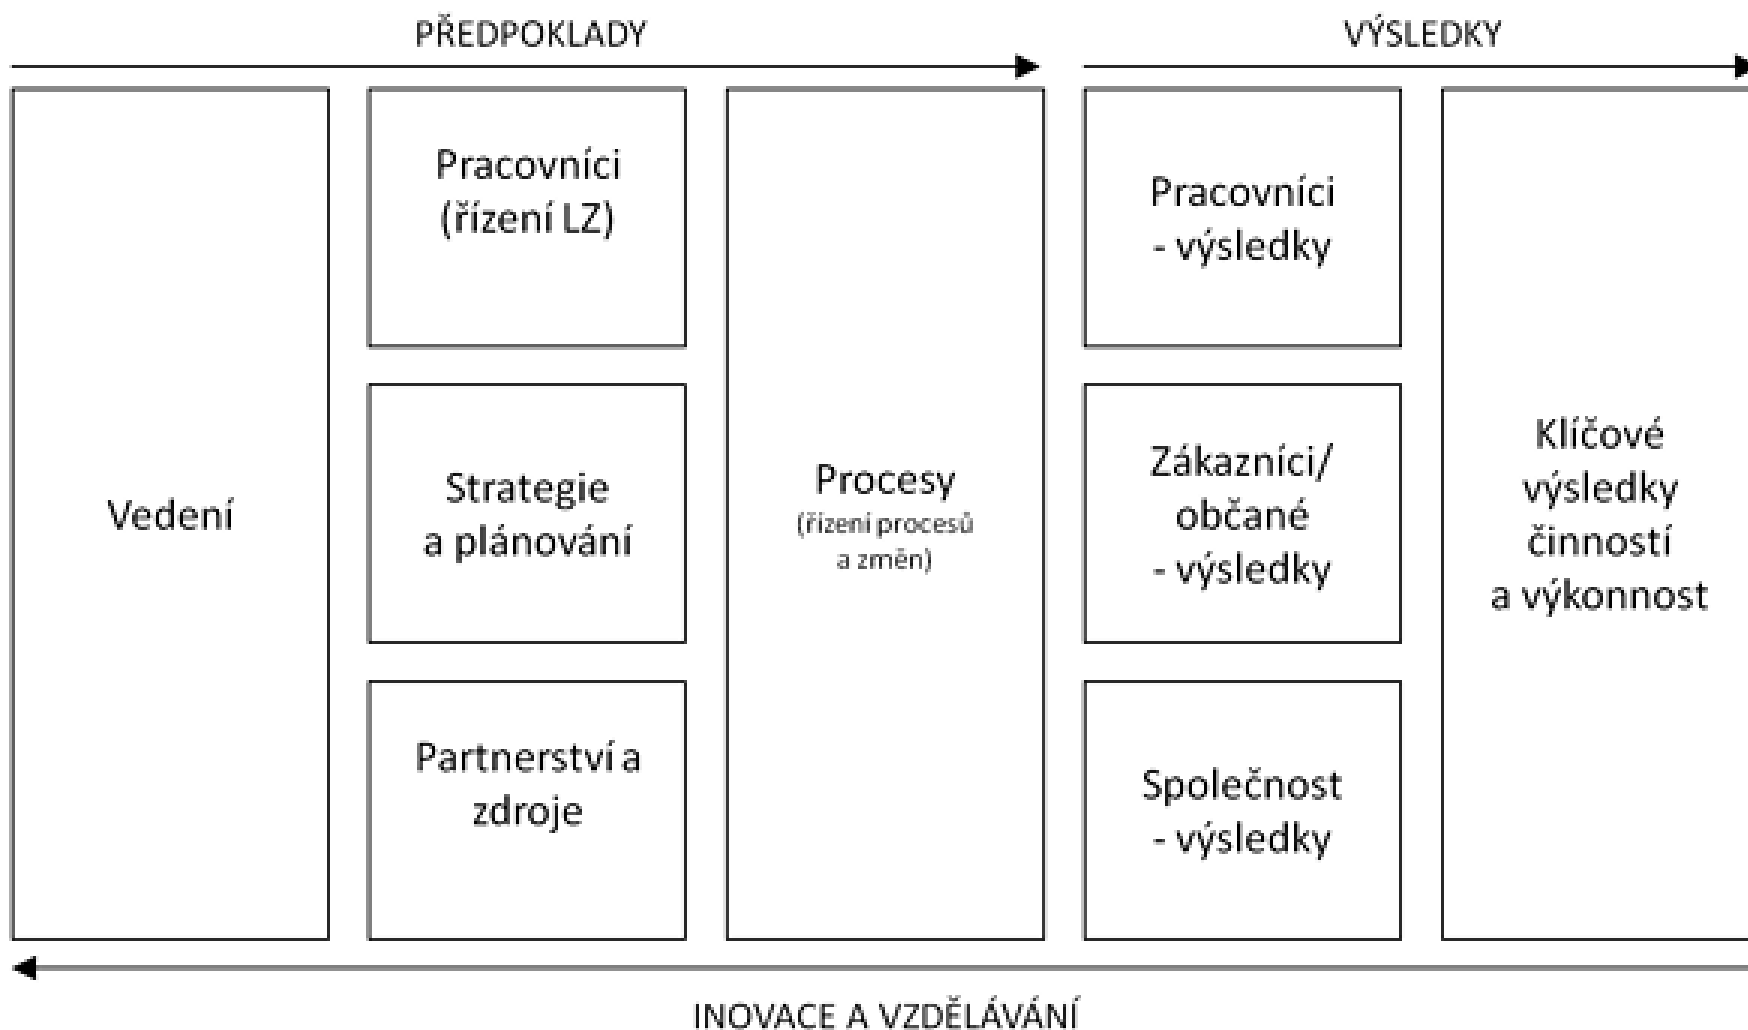 PŘEDPOKLADY
VÝSLEDKY
Vedení
Pracovníci
(řízení LZ)
Strategie
a plánování
Partnerství a
zdroje
Procesy
(řízení procesů
a změn)
Pracovníci
- výsledky
Zákazníci/
občané
- výsledky
Společnost
- výsledky
Klíčové
výsledky
činností
a výkonnost
INOVACE A VZDĚLÁVÁNÍ